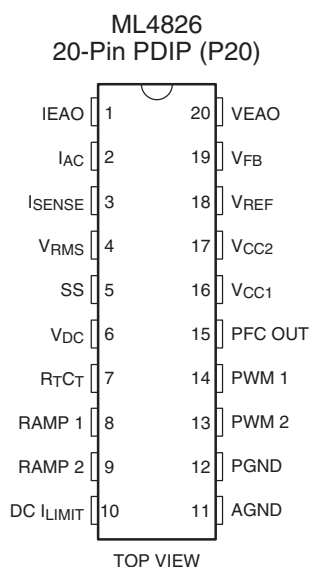 ML4826
20-Pin PDIP (P20)
IEAO 1 20 VEAO
IAC 2 19 VFB
ISENSE 3 18 VREF
VRMS 4 17 VCC2
SS 5 16 VCC1
VDC 6 15 PFC OUT
RTCT 7 14 PWM 1
RAMP 1 8 13 PWM 2
RAMP 2 9 12 PGND
DC ILIMIT 10 11 AGND
TOP VIEW